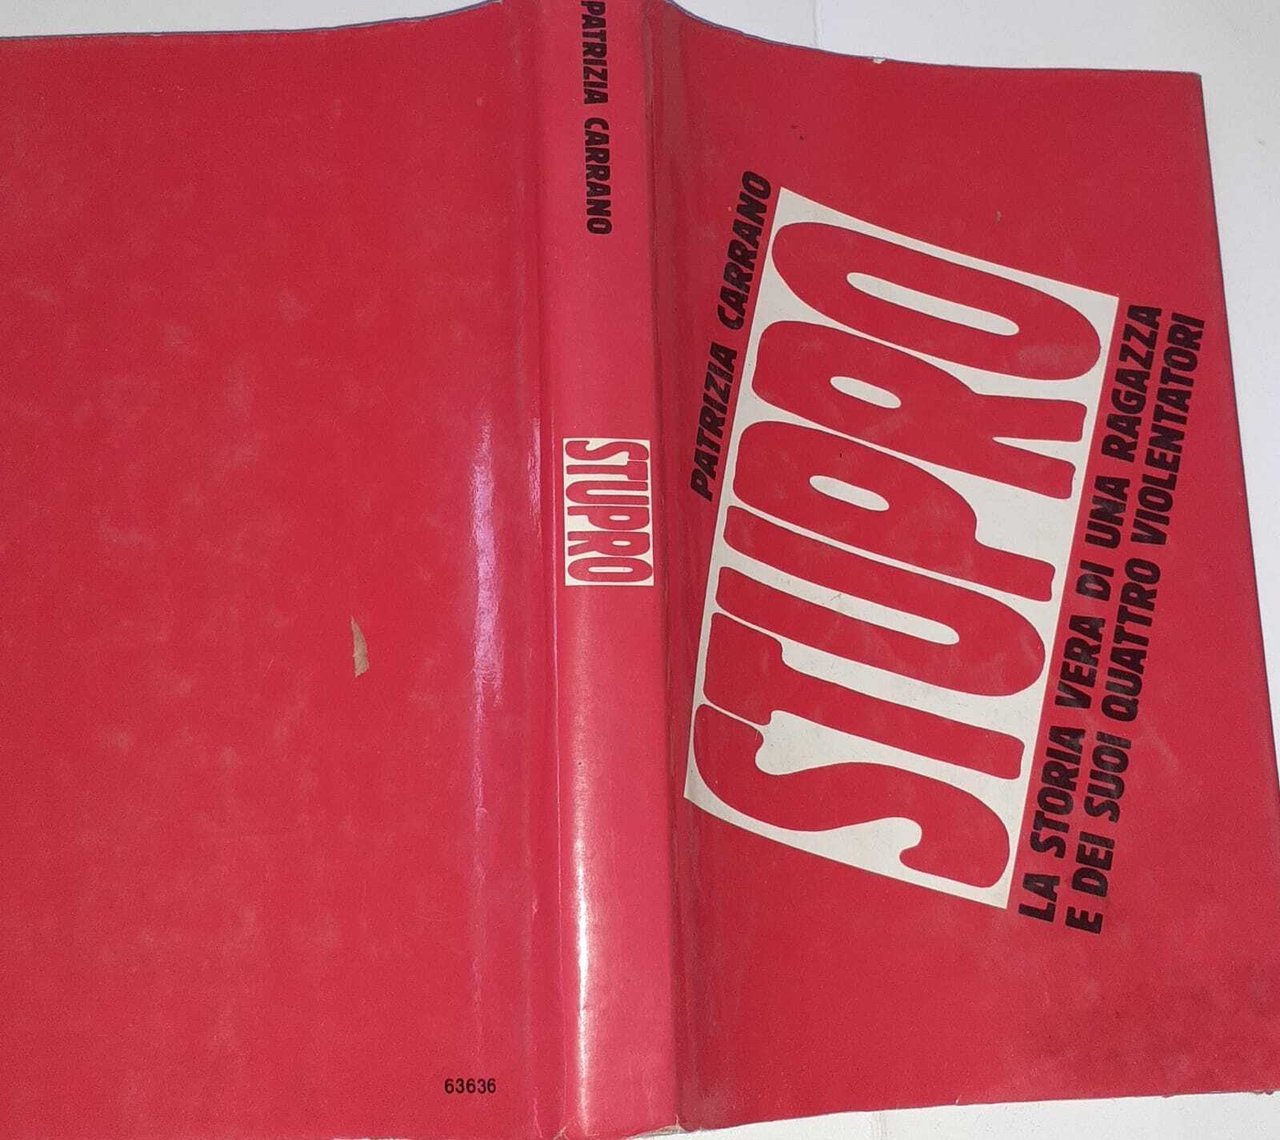 PATRIZIA CARRANO
STUPRO
LA STORIA VERA DI UNA RAGAZZA
E DEI SUOI QUATTRO VIOLENTATORI
PATRIZIA CARRANO
STUPRO
63636